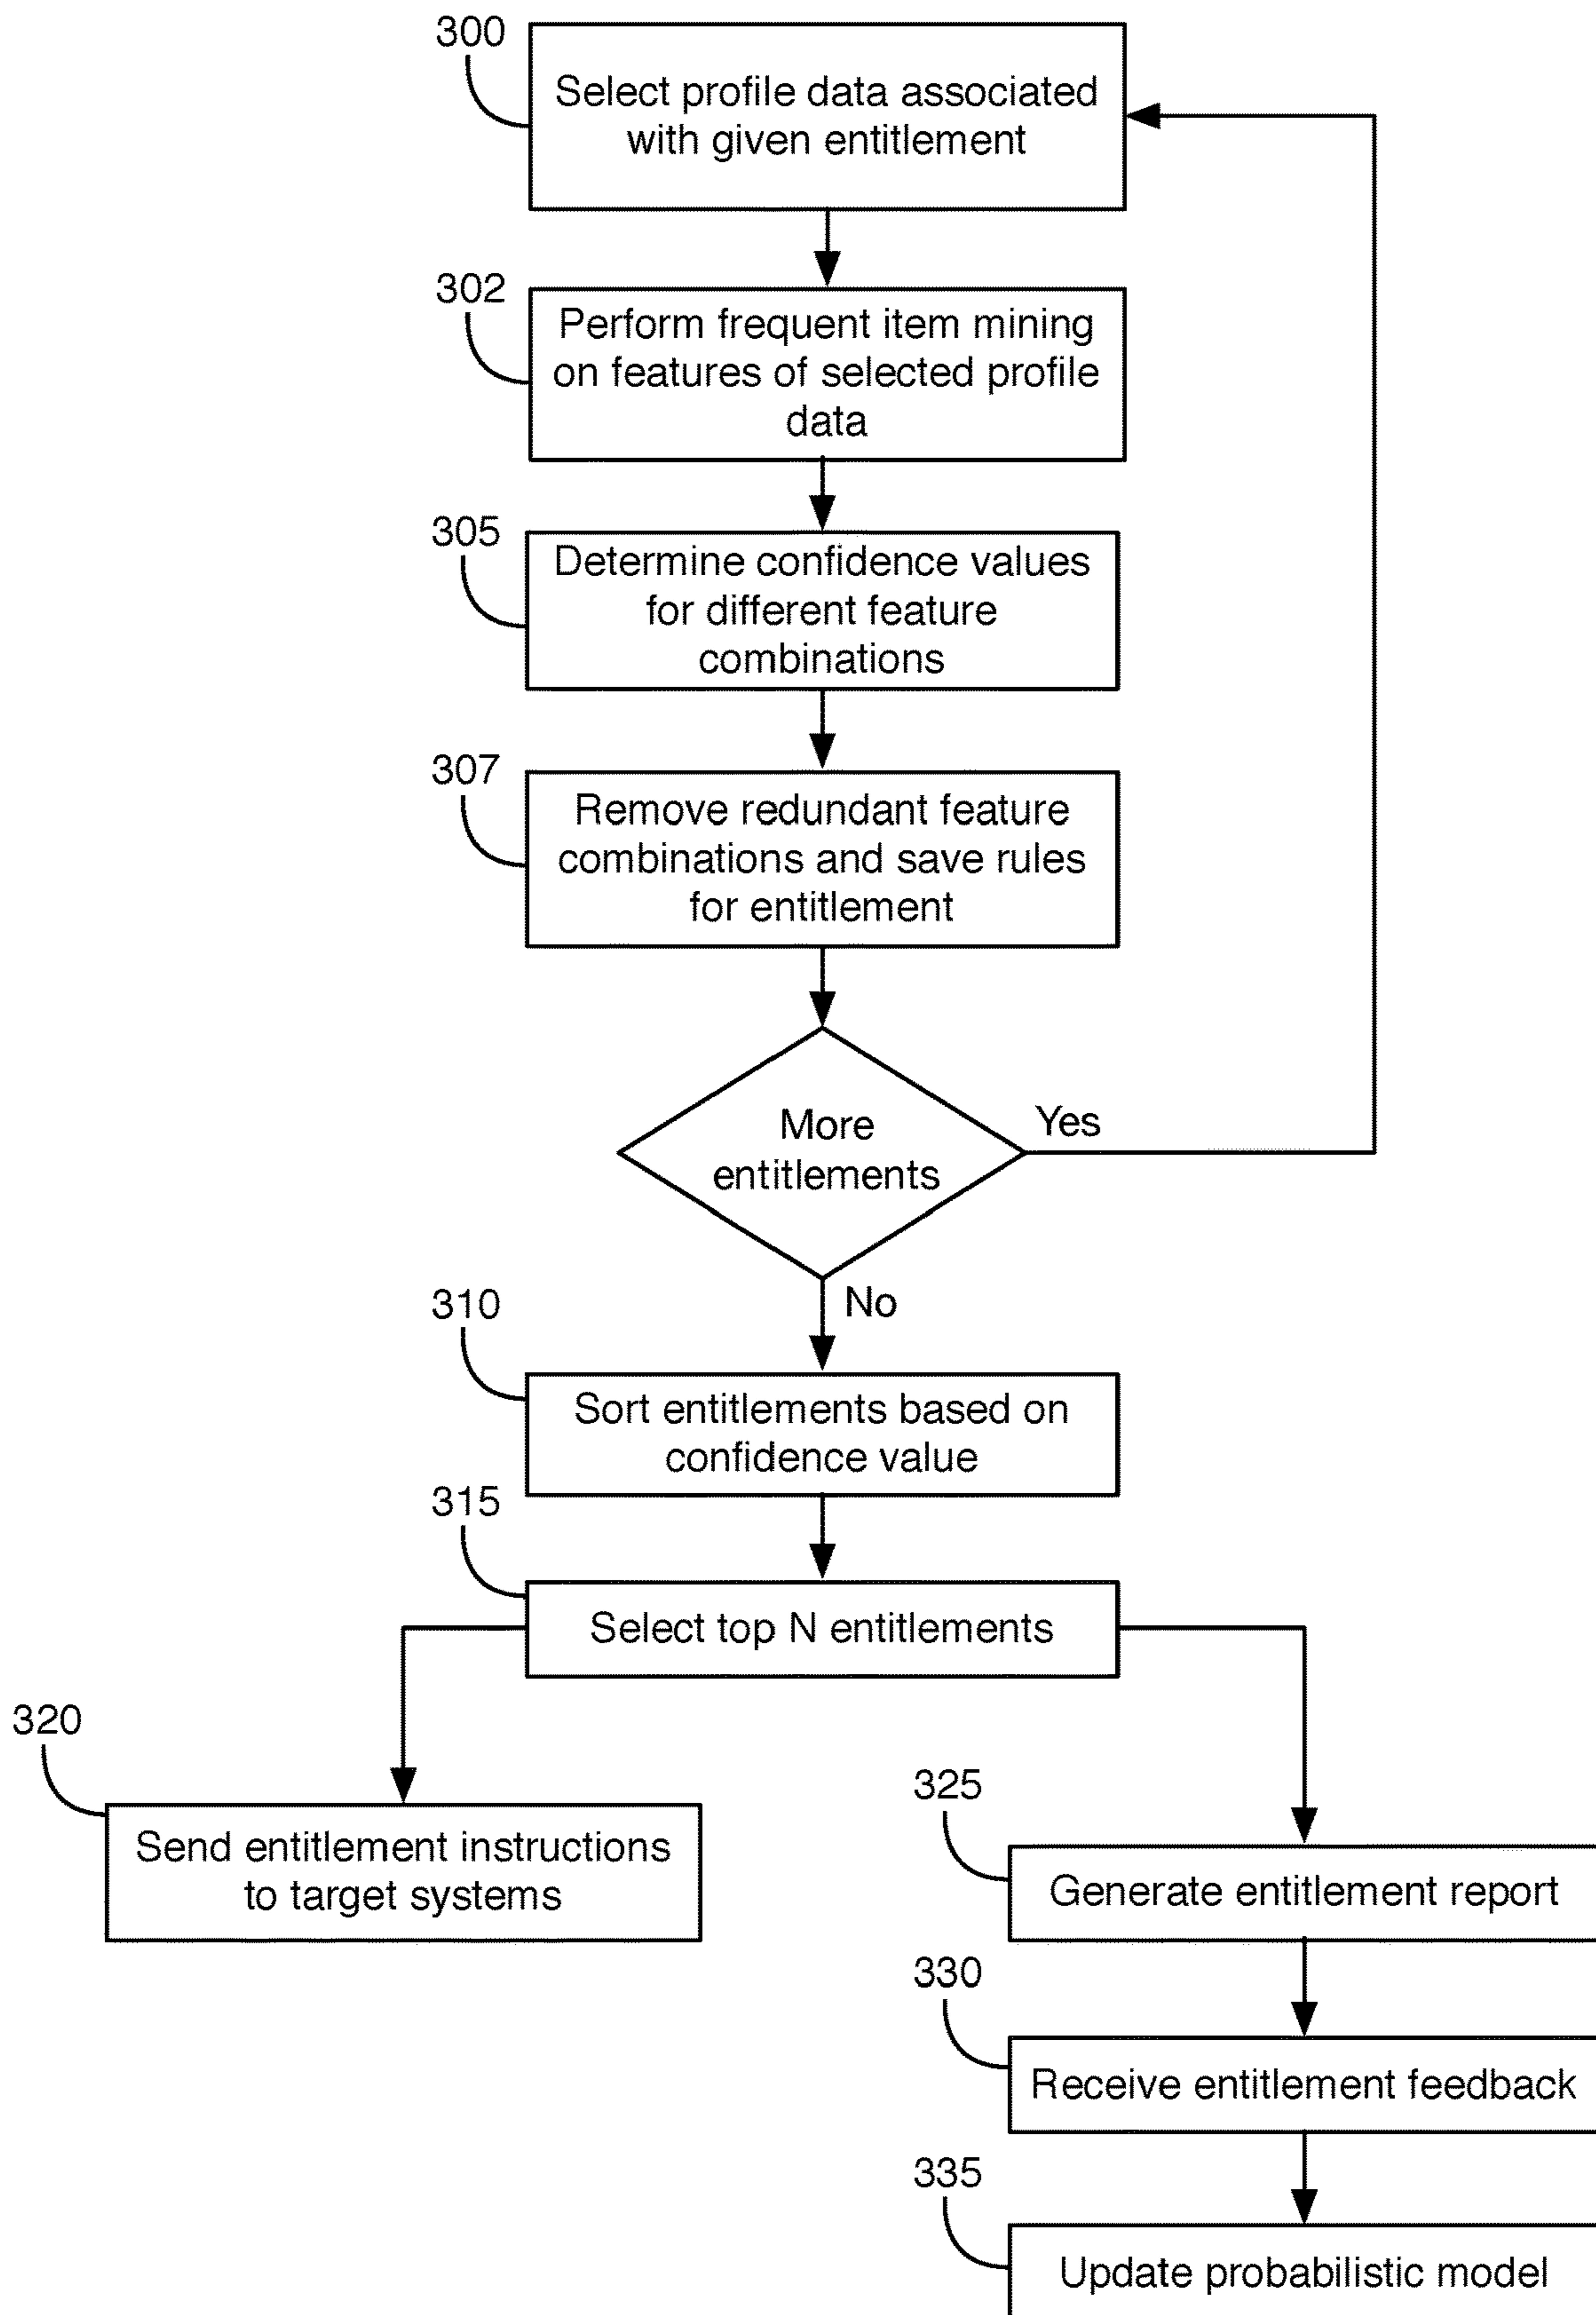 300
Select profile data associated
with given entitlement
302
Perform frequent item mining
on features of selected profile
data
305
Determine confidence values
for different feature
combinations
307
Remove redundant feature
combinations and save rules
for entitlement
More
entitlements
Yes
No
310
Sort entitlements based on
confidence value
315
Select top N entitlements
320
Send entitlement instructions
to target systems
325
Generate entitlement report
330
Receive entitlement feedback
335
Update probabilistic model